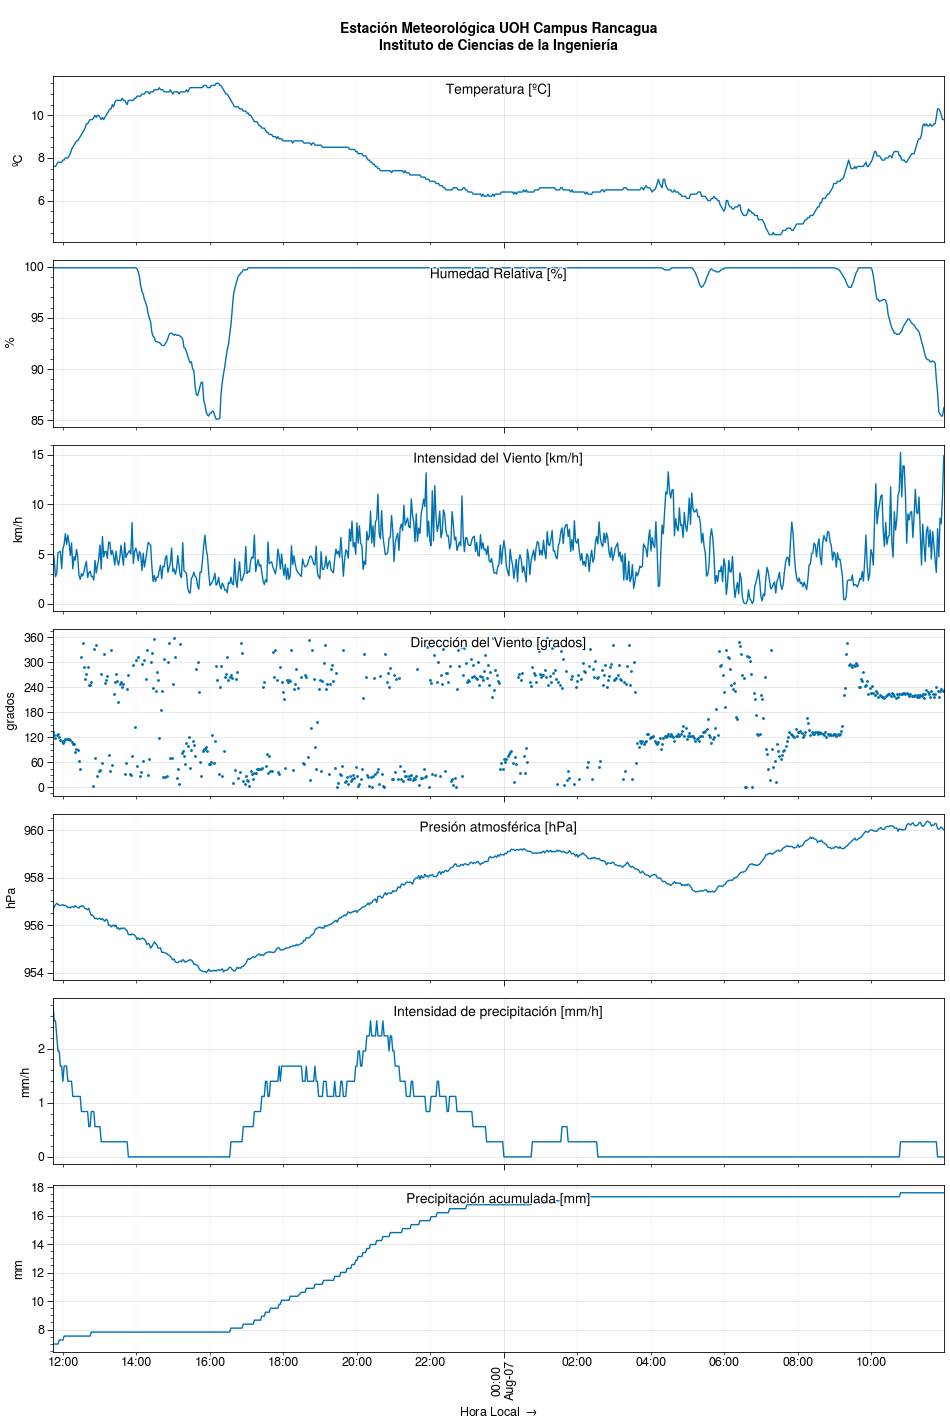 Estación Meteorológica UOH Campus Rancagua
Instituto de Ciencias de la Ingeniería
Temperatura [ºC]
ºC
10
8
6
Humedad Relativa [%]
%
100
95
90
85
Intensidad del Viento [km/h]
km/h
15
10
5
0
Dirección del Viento [grados]
grados
360
300
240
180
120
60
0
Presión atmosférica [hPa]
hPa
960
958
956
954
Intensidad de precipitación [mm/h]
mm/h
2
1
0
Precipitación acumulada [mm]
mm
18
16
14
12
10
8
12:00 14:00 16:00 18:00 20:00 22:00 00:00 02:00 04:00 06:00 08:00 10:00
Aug-07
Hora Local →